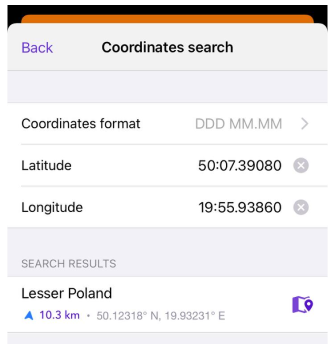 Back Coordinates search
Coordinates format DDD MM.MM
Latitude 50:07.39080
Longitude 19:55.93860
SEARCH RESULTS
Lesser Poland
10.3 km • 50.12318° N, 19.93231° E